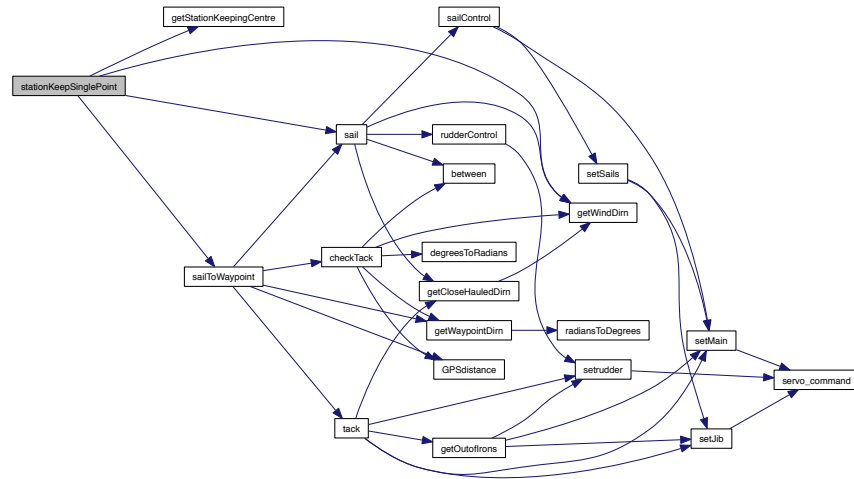 getStationKeepingCentre
sailControl
stationKeepSinglePoint
sail
rudderControl
between
setSails
getWindDirn
checkTack
degreesToRadians
sailToWaypoint
getCloseHauledDirn
getWaypointDirn
radiansToDegrees
setMain
GPSdistance
setrudder
servo_command
tack
getOutofIrons
setJib